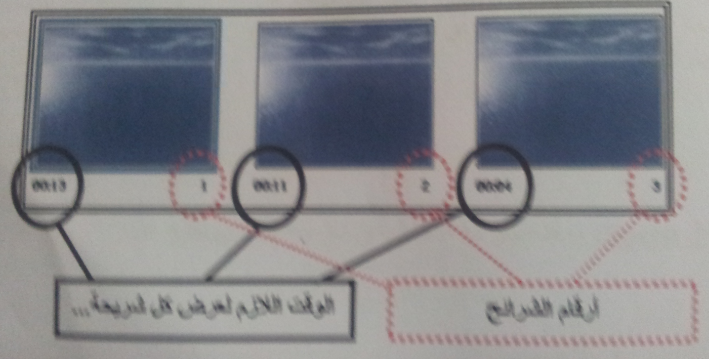 00:13 1 00:11 2 00:04 3
الوقت اللازم لعرض كل شريحة...
أرقام الشرائح